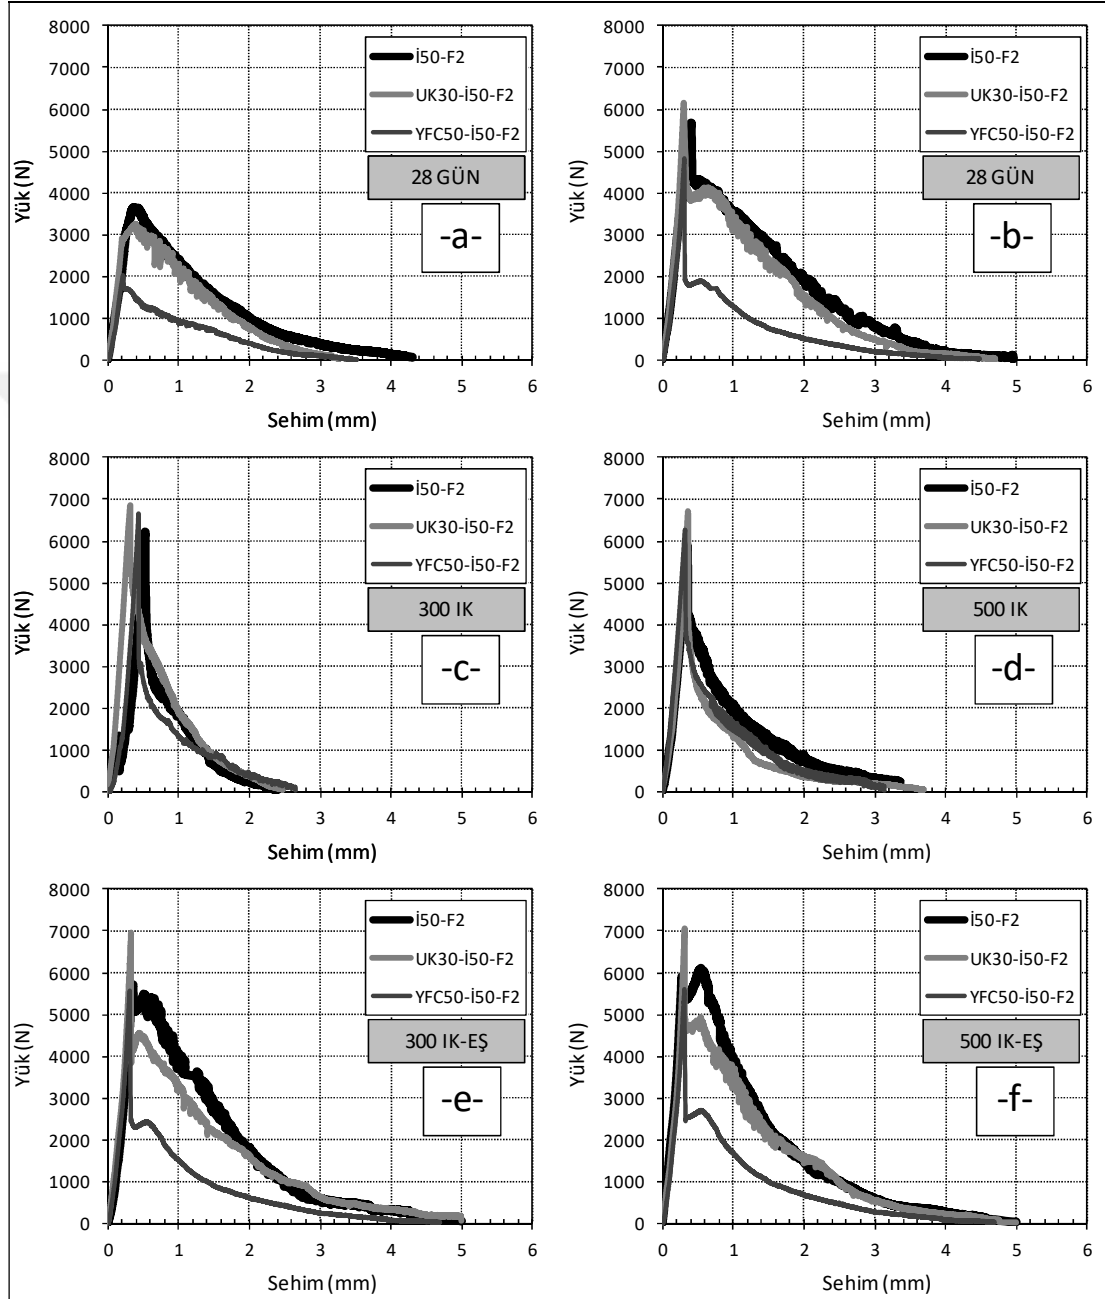 8000
7000
6000
5000
4000
3000
2000
1000
0
Yük (N)
İ50-F2
UK30-İ50-F2
YFC50-İ50-F2
28 GÜN
-a-
0 1 2 3 4 5 6
Sehim (mm)
8000
7000
6000
5000
4000
3000
2000
1000
0
Yük (N)
İ50-F2
UK30-İ50-F2
YFC50-İ50-F2
28 GÜN
-b-
0 1 2 3 4 5 6
Sehim (mm)
8000
7000
6000
5000
4000
3000
2000
1000
0
Yük (N)
İ50-F2
UK30-İ50-F2
YFC50-İ50-F2
300 IK
-c-
0 1 2 3 4 5 6
Sehim (mm)
8000
7000
6000
5000
4000
3000
2000
1000
0
Yük (N)
İ50-F2
UK30-İ50-F2
YFC50-İ50-F2
500 IK
-d-
0 1 2 3 4 5 6
Sehim (mm)
8000
7000
6000
5000
4000
3000
2000
1000
0
Yük (N)
İ50-F2
UK30-İ50-F2
YFC50-İ50-F2
300 IK-EŞ
-e-
0 1 2 3 4 5 6
Sehim (mm)
8000
7000
6000
5000
4000
3000
2000
1000
0
Yük (N)
İ50-F2
UK30-İ50-F2
YFC50-İ50-F2
500 IK-EŞ
-f-
0 1 2 3 4 5 6
Sehim (mm)